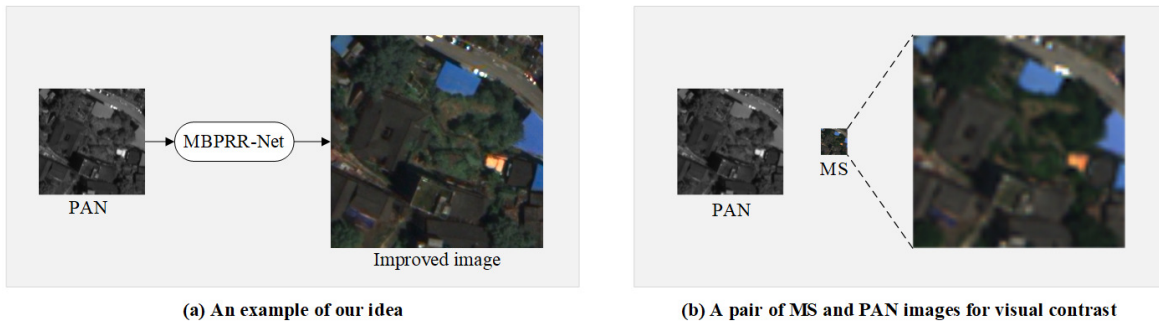 MBPRR-Net
PAN
Improved image
(a) An example of our idea
MS
PAN
(b) A pair of MS and PAN images for visual contrast